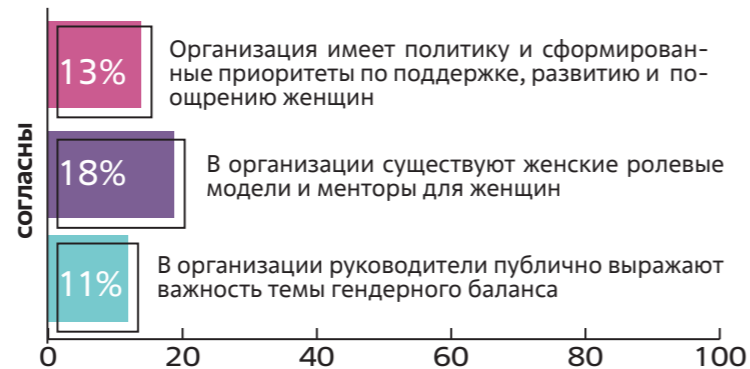 согласны
13%
Организация имеет политику и сформирован-
ные приоритеты по поддержке, развитию и по-
ощрению женщин
18%
В организации существуют женские ролевые
модели и менторы для женщин
11%
В организации руководители публично выражают
важность темы гендерного баланса
0 20 40 60 80 100